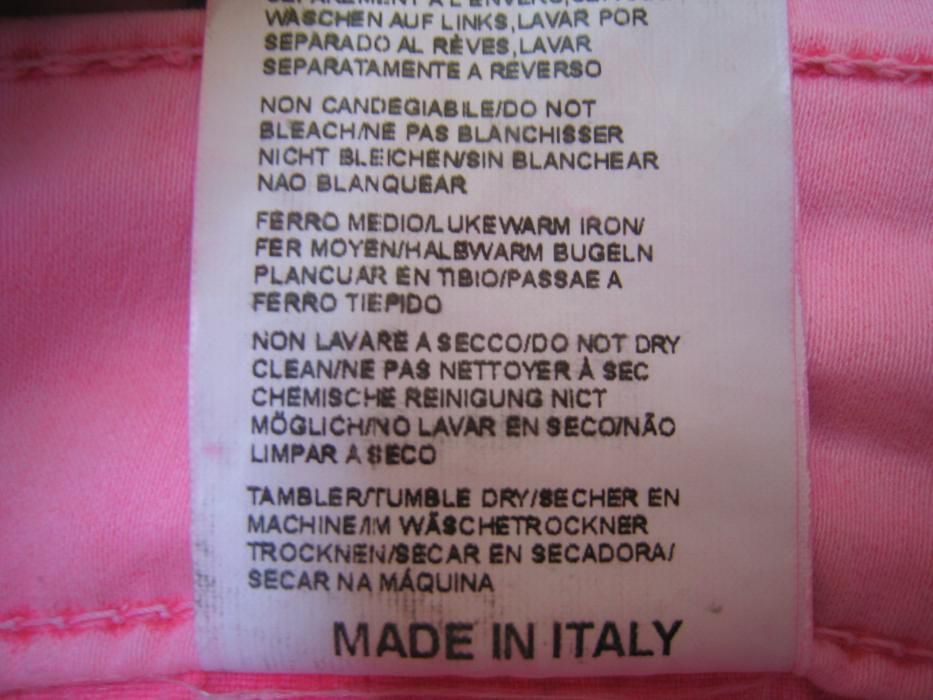 WASCHEN AUF LINKS,LAVAR POR
SEPARADO AL RÈVES,LAVAR
SEPARATAMENTE A REVERSO
NON CANDEGIABILE/DO NOT
BLEACH/NE PAS BLANCHISSER
NICHT BLEICHEN/SIN BLANCHEAR
NAO BLANQUEAR
FERRO MEDIO/LUKEWARM IRON/
FER MOYEN/HALBWARM BUGELN
PLANCUAR EN TIBIO/PASSAE A
FERRO TIEPIDO
NON LAVARE A SECCO/DO NOT DRY
CLEAN/NE PAS NETTOYER À SEC
CHEMISCHE REINIGUNG NICT
MÖGLICH/NO LAVAR EN SECO/NÃO
LIMPAR A SECO
TAMBLER/TUMBLE DRY/SECHER EN
MACHINE/IM WÄSCHETROCKNER
TROCKNEN/SECAR EN SECADORA/
SECAR NA MÁQUINA
MADE IN ITALY